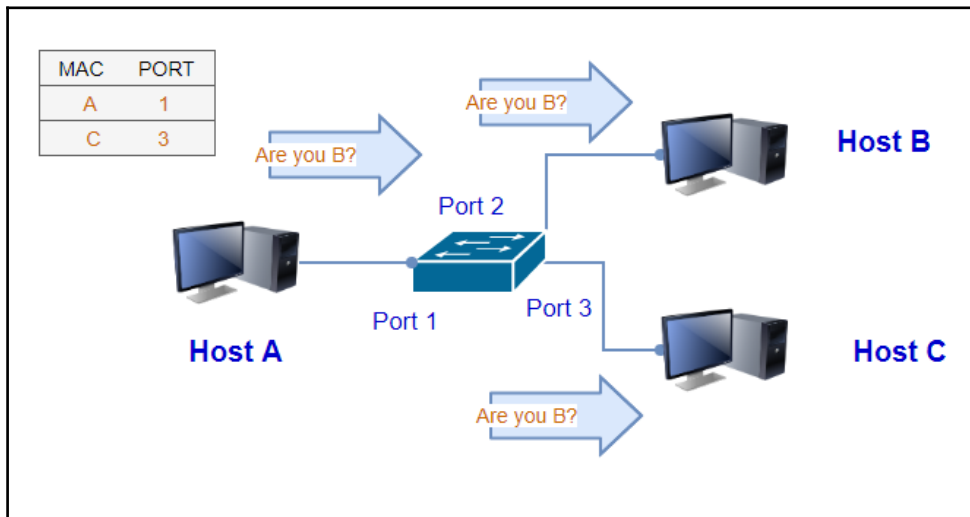 MAC PORT
A 1
C 3
Are you B?
Are you B?
Host B
Port 2
Port 1
Port 3
Host A
Host C
Are you B?